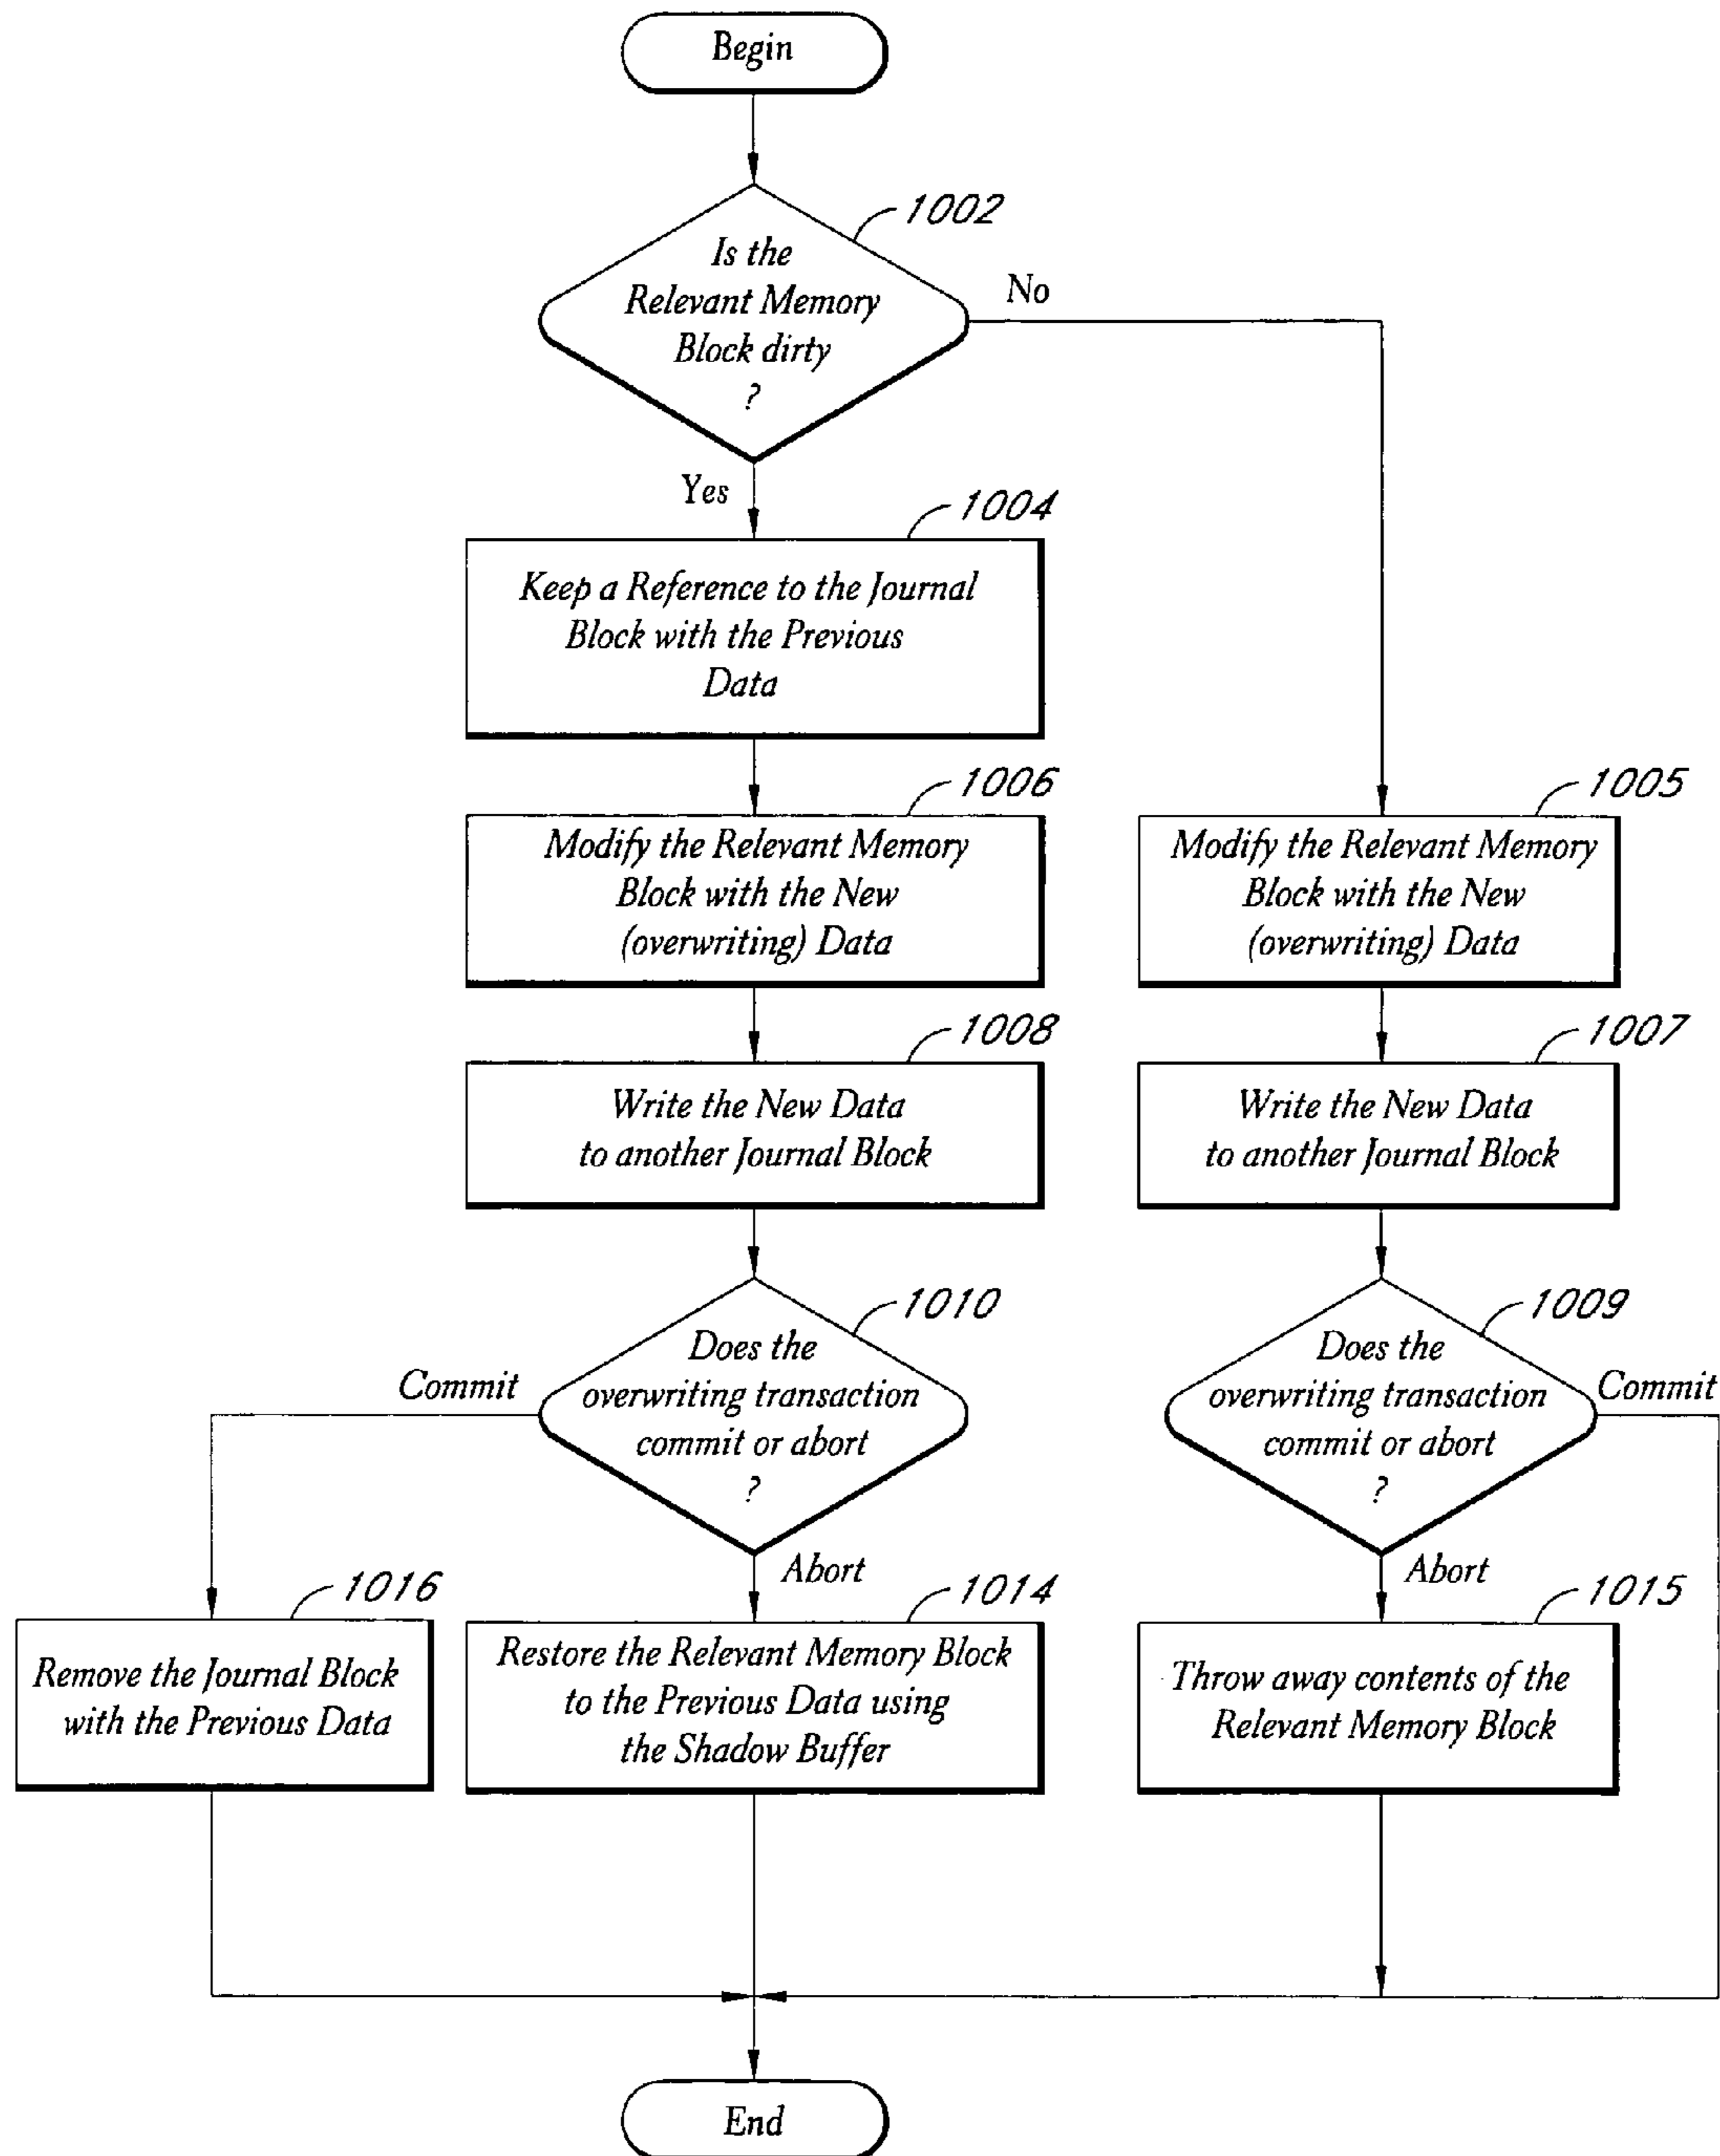 Begin
1002
Is the
Relevant Memory
Block dirty
?
No
Yes
1004
Keep a Reference to the Journal
Block with the Previous
Data
1006
Modify the Relevant Memory
Block with the New
(overwriting) Data
1005
Modify the Relevant Memory
Block with the New
(overwriting) Data
1008
Write the New Data
to another Journal Block
1007
Write the New Data
to another Journal Block
1010
Does the
overwriting transaction
commit or abort
?
Commit
Abort
1009
Does the
overwriting transaction
commit or abort
?
Commit
Abort
1016
Remove the Journal Block
with the Previous Data
1014
Restore the Relevant Memory Block
to the Previous Data using
the Shadow Buffer
1015
Throw away contents of the
Relevant Memory Block
End